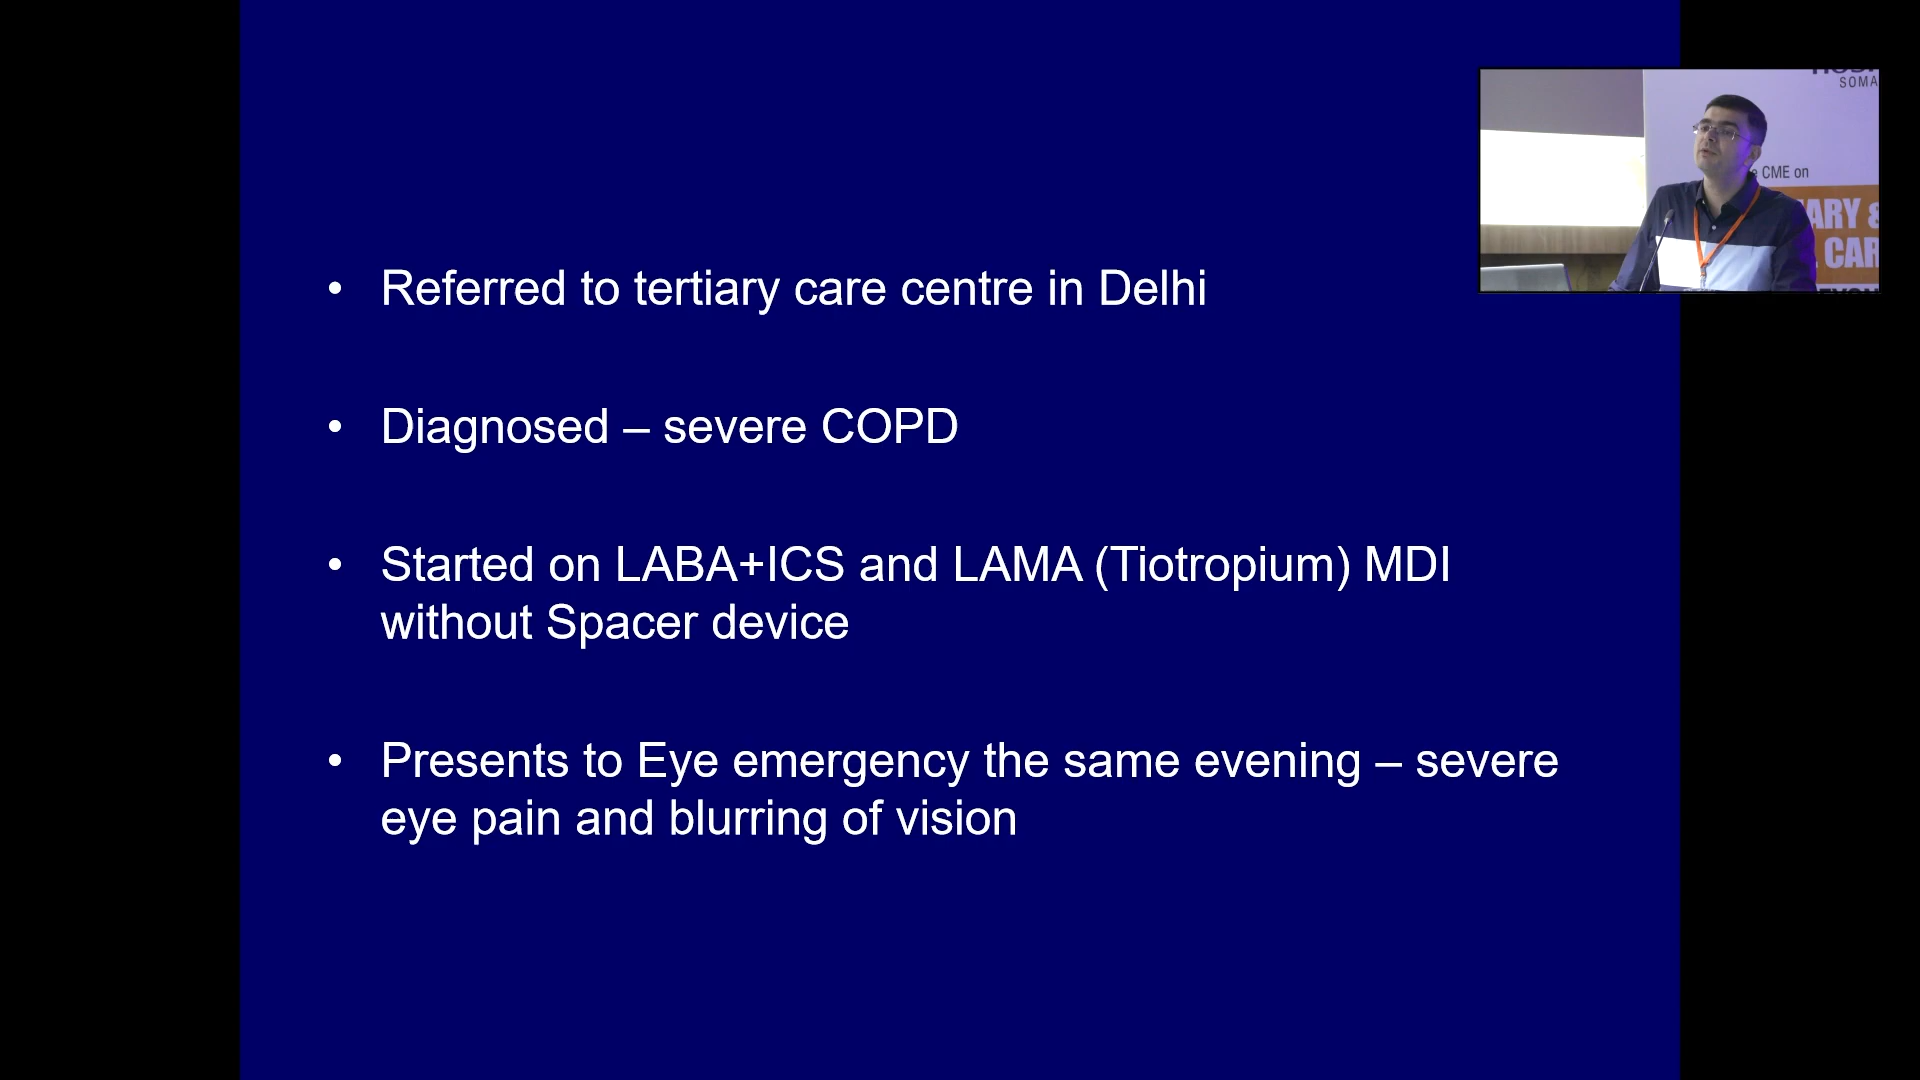 • Referred to tertiary care centre in Delhi
• Diagnosed – severe COPD
• Started on LABA+ICS and LAMA (Tiotropium) MDI
without Spacer device
• Presents to Eye emergency the same evening – severe
eye pain and blurring of vision
SOMA
CME on
ARY &
CAR